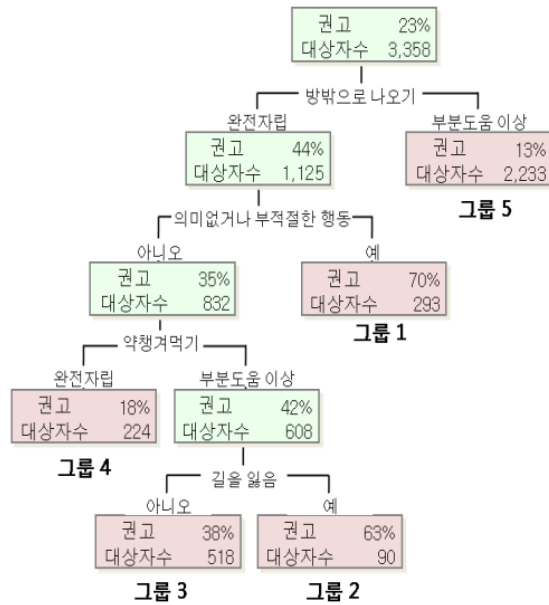 권고 23%
대상자수 3,358
방밖으로 나오기
완전자립 부분도움 이상
권고 44% 권고 13%
대상자수 1,125 대상자수 2,233
그룹 5
의미없거나 부적절한 행동
아니오 예
권고 35% 권고 70%
대상자수 832 대상자수 293
그룹 1
약챙겨먹기
완전자립 부분도움 이상
권고 18% 권고 42%
대상자수 224 대상자수 608
그룹 4
길을 잃음
아니오 예
권고 38% 권고 63%
대상자수 518 대상자수 90
그룹 3 그룹 2